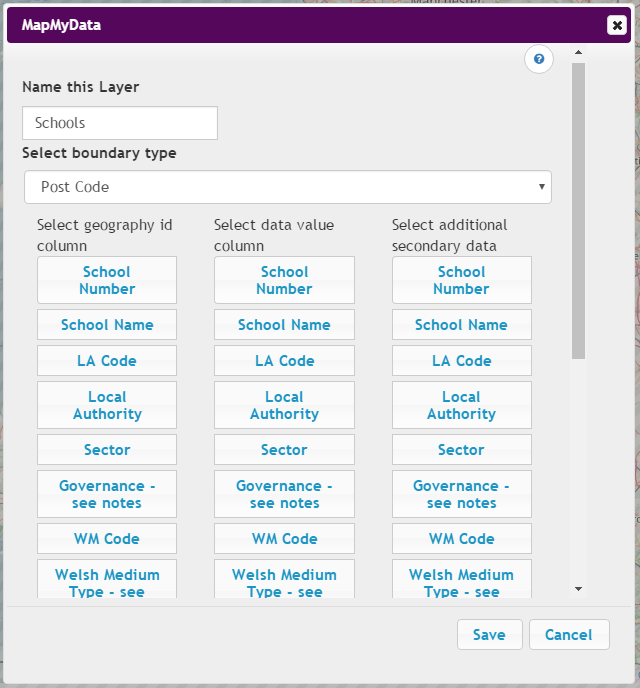 MapMyData
Name this Layer
Schools
Select boundary type
Post Code
Select geography id
column
School
Number
School Name
LA Code
Local
Authority
Sector
Governance -
see notes
WM Code
Welsh Medium
Type - see
Select data value
column
School
Number
School Name
LA Code
Local
Authority
Sector
Governance -
see notes
WM Code
Welsh Medium
Type - see
Select additional
secondary data
School
Number
School Name
LA Code
Local
Authority
Sector
Governance -
see notes
WM Code
Welsh Medium
Type - see
Save
Cancel